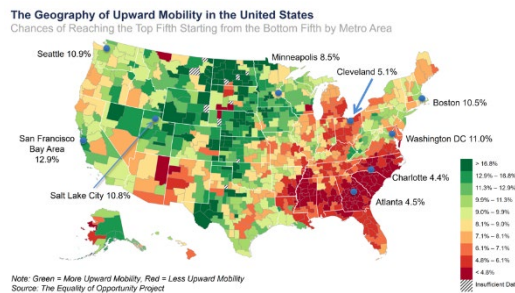 The Geography of Upward Mobility in the United States
Chances of Reaching the Top Fifth Starting from the Bottom Fifth by Metro Area
Seattle 10.9%
Minneapolis 8.5%
Cleveland 5.1%
Boston 10.5%
San Francisco
Bay Area
12.9%
Washington DC 11.0%
Salt Lake City 10.8%
Charlotte 4.4%
Atlanta 4.5%
> 16.8%
12.9% – 16.8%
11.3% – 12.9%
9.9% – 11.3%
9.0% – 9.9%
8.1% – 9.0%
7.1% – 8.1%
6.1% – 7.1%
4.8% – 6.1%
< 4.8%
Insufficient Dat
Note: Green = More Upward Mobility, Red = Less Upward Mobility
Source: The Equality of Opportunity Project